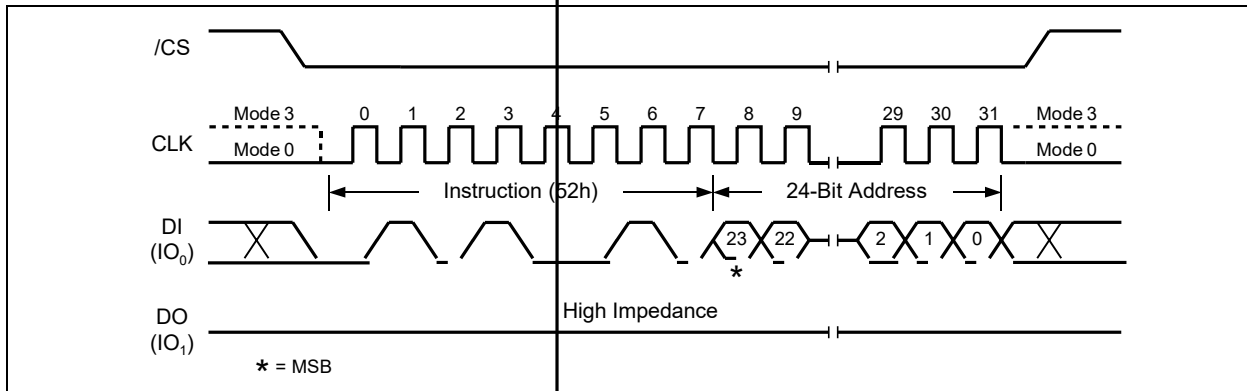 /CS
Mode 3 0 1 2 3 4 5 6 7 8 9 29 30 31 Mode 3
CLK
Mode 0 Mode 0
Instruction (52h) 24-Bit Address
DI
(IO0)
23 22 2 1 0
*
High Impedance
DO
(IO1)
* = MSB